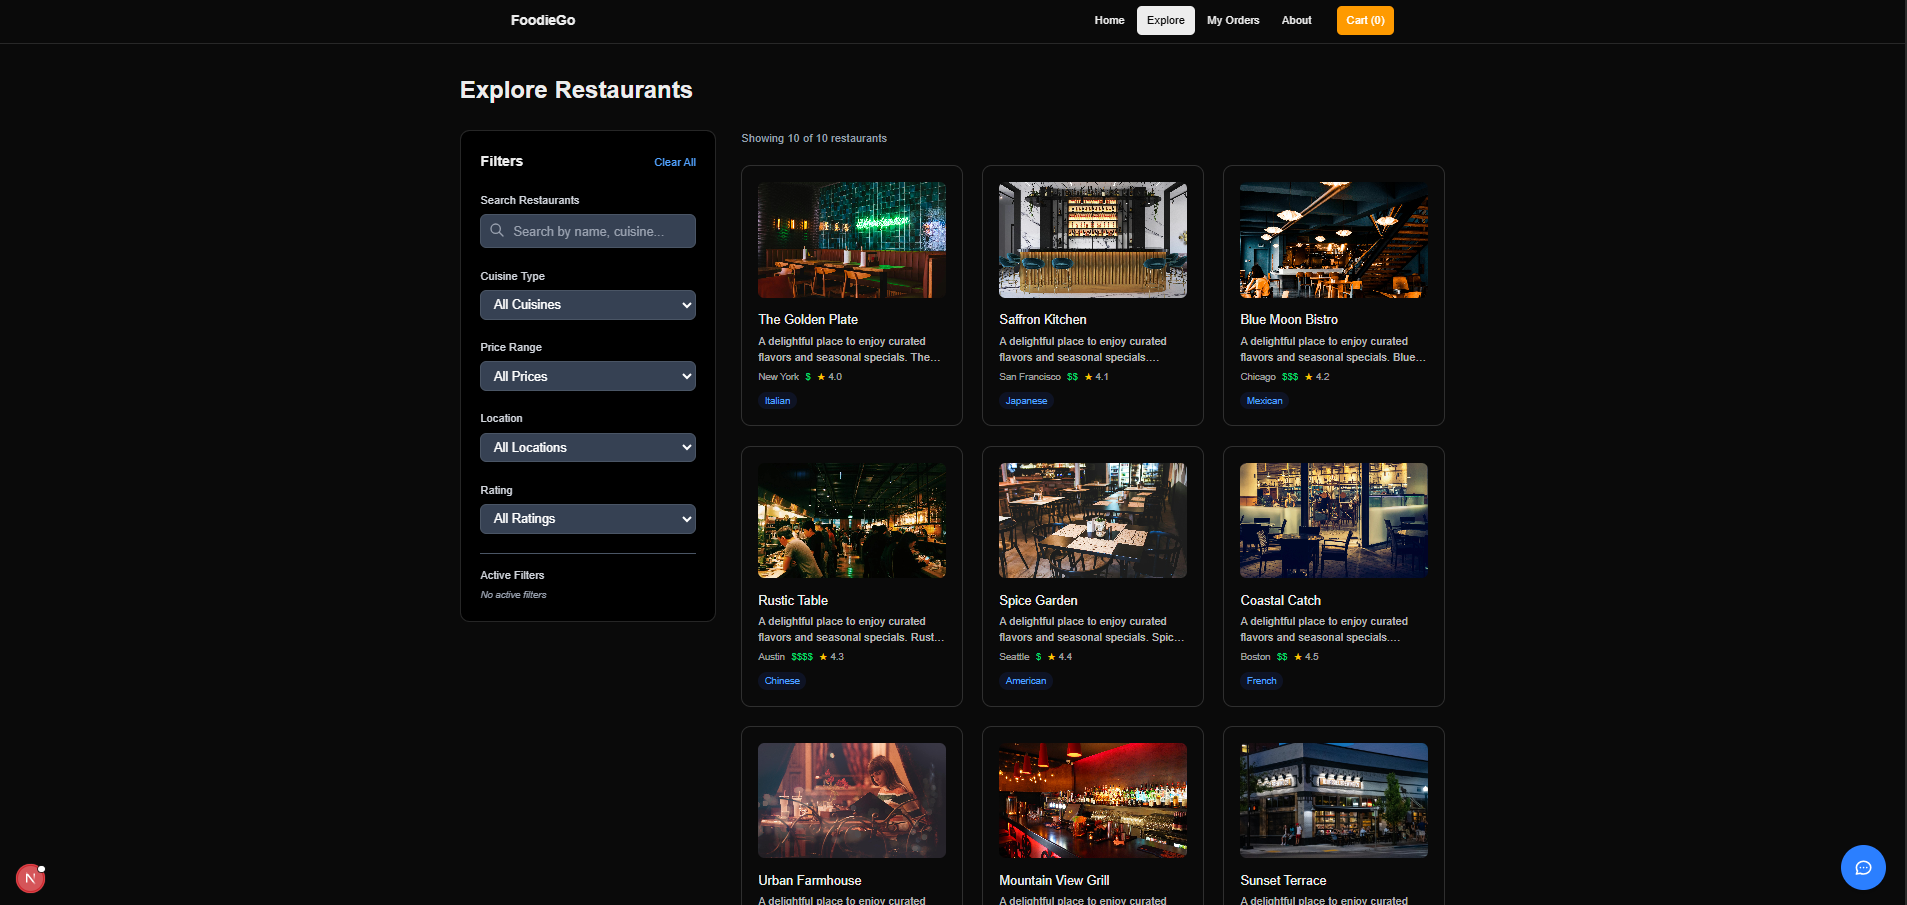 FoodieGo
Home
Explore
My Orders
About
Cart (0)
Explore Restaurants
Filters
Clear All
Search Restaurants
Search by name, cuisine...
Cuisine Type
All Cuisines
Price Range
All Prices
Location
All Locations
Rating
All Ratings
Active Filters
No active filters
Showing 10 of 10 restaurants
The Golden Plate
A delightful place to enjoy curated
flavors and seasonal specials. The...
New York $ ★ 4.0
Italian
Saffron Kitchen
A delightful place to enjoy curated
flavors and seasonal specials....
San Francisco $$ ★ 4.1
Japanese
Blue Moon Bistro
A delightful place to enjoy curated
flavors and seasonal specials. Blue...
Chicago $$$ ★ 4.2
Mexican
Rustic Table
A delightful place to enjoy curated
flavors and seasonal specials. Rust...
Austin $$$$ ★ 4.3
Chinese
Spice Garden
A delightful place to enjoy curated
flavors and seasonal specials. Spic...
Seattle $ ★ 4.4
American
Coastal Catch
A delightful place to enjoy curated
flavors and seasonal specials....
Boston $$ ★ 4.5
French
Urban Farmhouse
A delightful place to enjoy curated
Mountain View Grill
A delightful place to enjoy curated
Sunset Terrace
A delightful place to enjoy curated
N